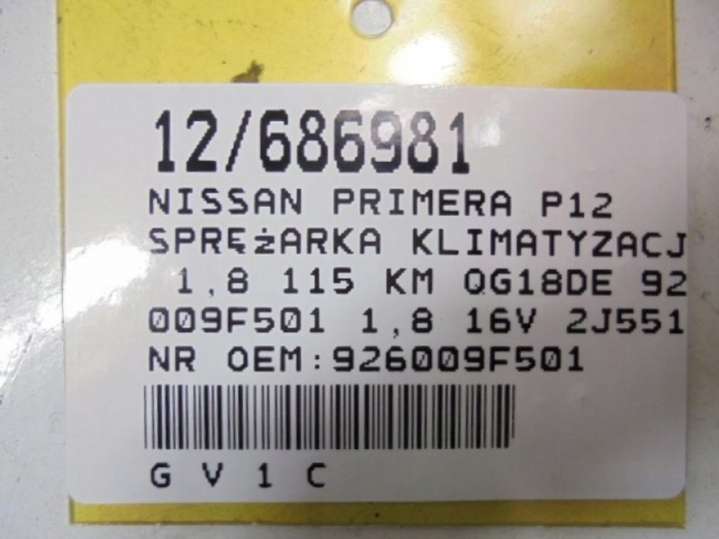 12/686981
NISSAN PRIMERA P12
SPRĘżARKA KLIMATYZACJ
1,8 115 KM QG18DE 92
009F501 1,8 16V 2J551
NR OEM:926009F501
G V 1 C